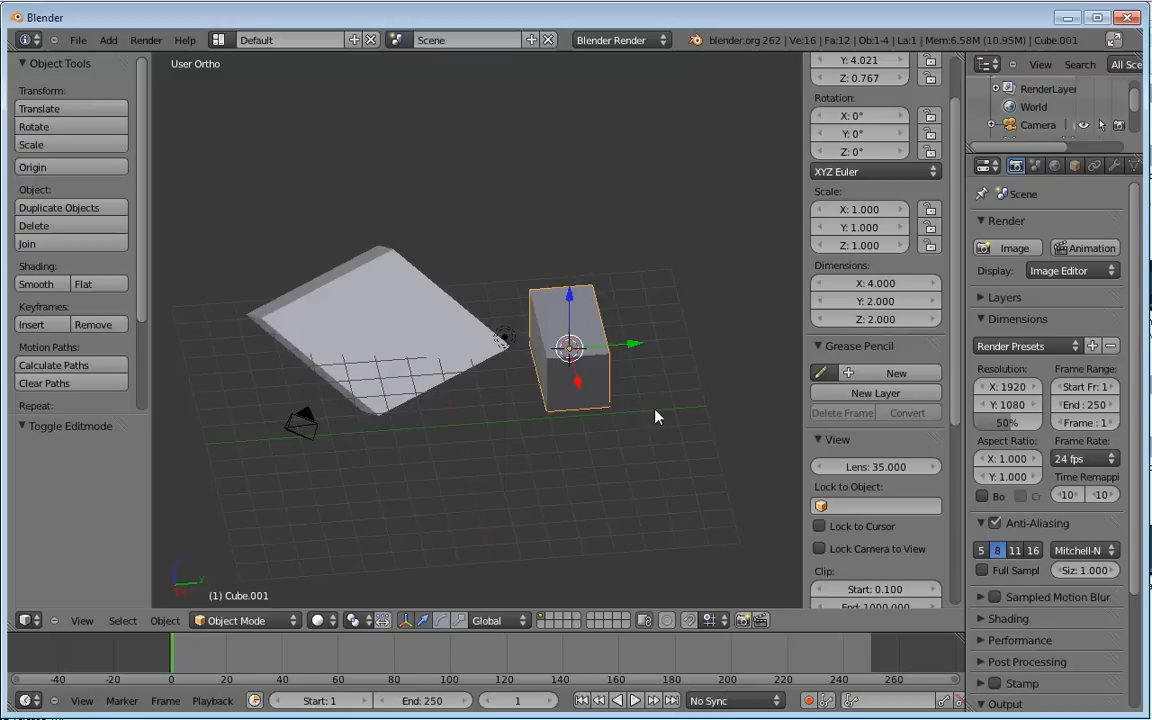 Blender
File Add Render Help Default Scene Blender Render blender.org 262 | Ve:16 | Fa:12 | Ob:1-4 | La:1 | Mem:6.58M (10.95M) | Cube.001
Object Tools
Transform:
Translate
Rotate
Scale
Origin
Object:
Duplicate Objects
Delete
Join
Shading:
Smooth Flat
Keyframes:
Insert Remove
Motion Paths:
Calculate Paths
Clear Paths
Repeat:
Toggle Editmode
User Ortho
(1) Cube.001
Y: 4.021
Z: 0.767
Rotation:
X: 0°
Y: 0°
Z: 0°
XYZ Euler
Scale:
X: 1.000
Y: 1.000
Z: 1.000
Dimensions:
X: 4.000
Y: 2.000
Z: 2.000
Grease Pencil
New
New Layer
Delete Frame Convert
View
Lens: 35.000
Lock to Object:
Lock to Cursor
Lock Camera to View
Clip:
Start: 0.100
End: 1000.000
View Search All Sce
RenderLayer
World
Camera
Scene
Render
Image Animation
Display: Image Editor
Layers
Dimensions
Render Presets
Resolution: Frame Range:
X: 1920 Start Fr: 1
Y: 1080 End : 250
50% Frame : 1
Aspect Ratio: Frame Rate:
X: 1.000 24 fps
Y: 1.000 Time Remappi
Bo Cr 10 10
Anti-Aliasing
5 8 11 16 Mitchell-N
Full Sampl Siz: 1.000
Sampled Motion Blur
Shading
Performance
Post Processing
Stamp
Output
View Select Object Object Mode Global
-40 -20 0 20 40 60 80 100 120 140 160 180 200 220 240 260
View Marker Frame Playback Start: 1 End: 250 1 No Sync